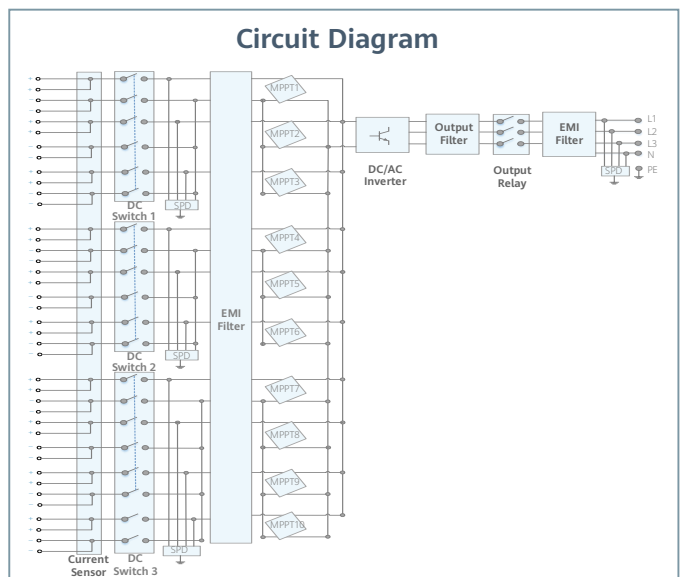 Circuit Diagram
MPPT1
MPPT2
MPPT3
DC
Switch 1
SPD
MPPT4
MPPT5
MPPT6
DC
Switch 2
SPD
EMI
Filter
MPPT7
MPPT8
MPPT9
MPPT10
Current
Sensor
DC
Switch 3
SPD
DC/AC
Inverter
Output
Filter
Output
Relay
EMI
Filter
L1
L2
L3
N
SPD
PE